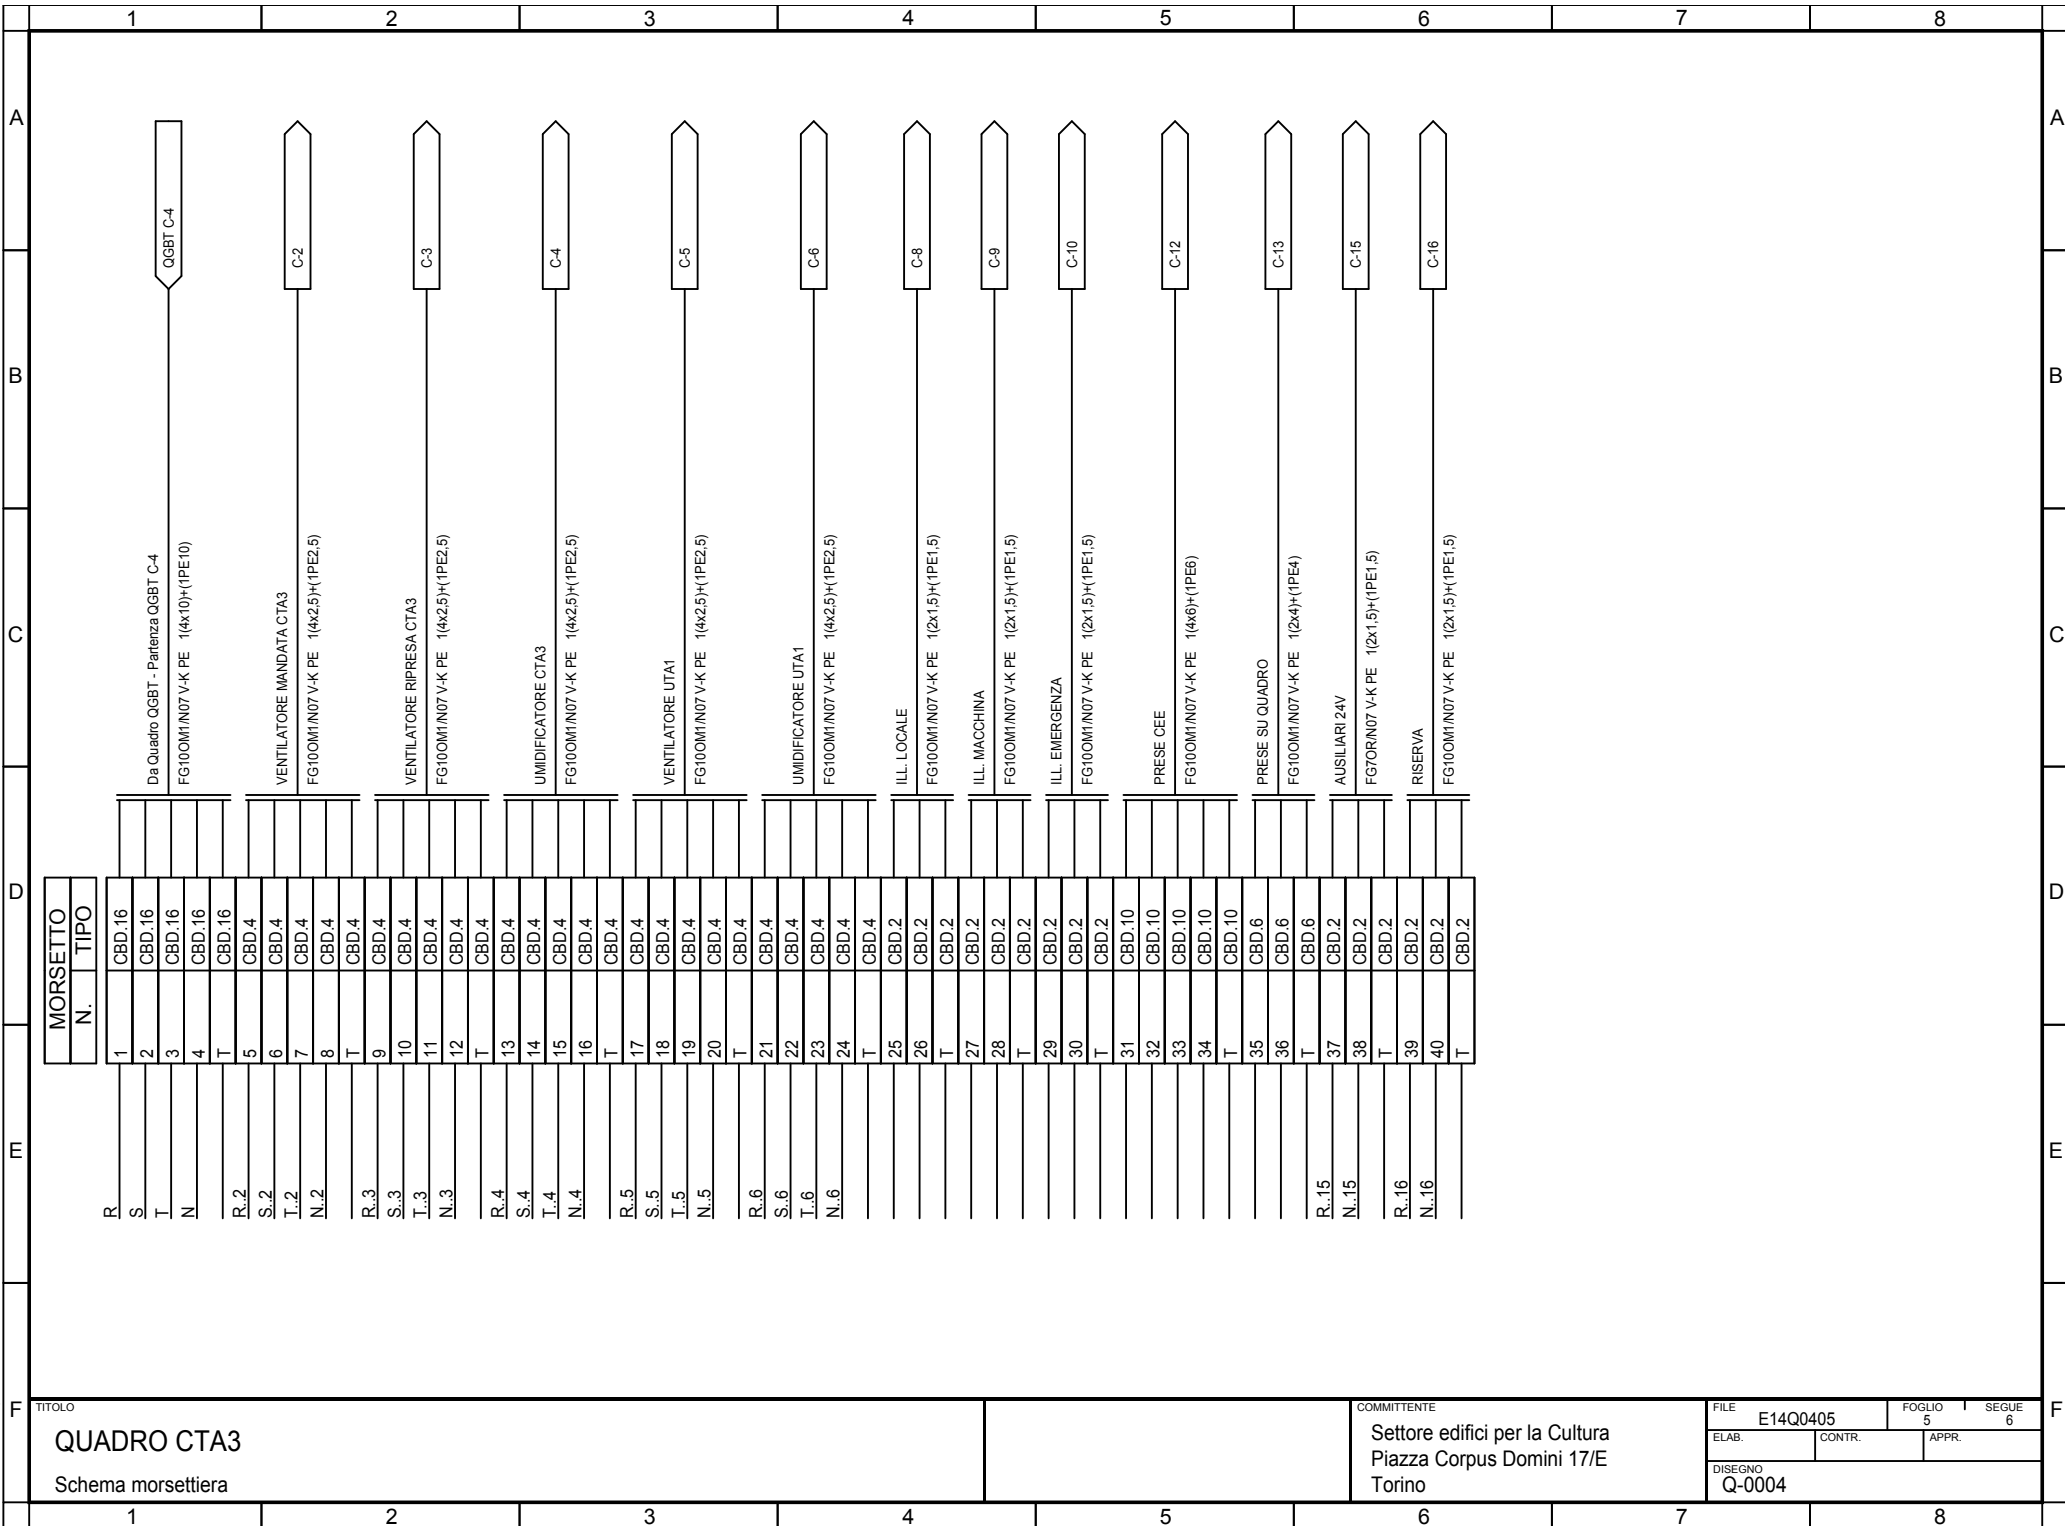 1 2 3 4 5 6 7 8
A A
B B
C C
D D
E E
F F
QGBT C-4
C-2
C-3
C-4
C-5
C-6
C-8
C-9
C-10
C-12
C-13
C-15
C-16
Da Quadro QGBT - Partenza QGBT C-4
FG10OM1/N07 V-K PE 1(4x10)+(1PE10)
VENTILATORE MANDATA CTA3
FG10OM1/N07 V-K PE 1(4x2,5)+(1PE2,5)
VENTILATORE RIPRESA CTA3
FG10OM1/N07 V-K PE 1(4x2,5)+(1PE2,5)
UMIDIFICATORE CTA3
FG10OM1/N07 V-K PE 1(4x2,5)+(1PE2,5)
VENTILATORE UTA1
FG10OM1/N07 V-K PE 1(4x2,5)+(1PE2,5)
UMIDIFICATORE UTA1
FG10OM1/N07 V-K PE 1(4x2,5)+(1PE2,5)
ILL. LOCALE
FG10OM1/N07 V-K PE 1(2x1,5)+(1PE1,5)
ILL. MACCHINA
FG10OM1/N07 V-K PE 1(2x1,5)+(1PE1,5)
ILL. EMERGENZA
FG10OM1/N07 V-K PE 1(2x1,5)+(1PE1,5)
PRESE CEE
FG10OM1/N07 V-K PE 1(4x6)+(1PE6)
PRESE SU QUADRO
FG10OM1/N07 V-K PE 1(2x4)+(1PE4)
AUSILIARI 24V
FG7OR/N07 V-K PE 1(2x1,5)+(1PE1,5)
RISERVA
FG10OM1/N07 V-K PE 1(2x1,5)+(1PE1,5)
MORSETTO
N. TIPO
1 CBD.16
2 CBD.16
3 CBD.16
4 CBD.16
T CBD.16
5 CBD.4
6 CBD.4
7 CBD.4
8 CBD.4
T CBD.4
9 CBD.4
10 CBD.4
11 CBD.4
12 CBD.4
T CBD.4
13 CBD.4
14 CBD.4
15 CBD.4
16 CBD.4
T CBD.4
17 CBD.4
18 CBD.4
19 CBD.4
20 CBD.4
T CBD.4
21 CBD.4
22 CBD.4
23 CBD.4
24 CBD.4
T CBD.4
25 CBD.2
26 CBD.2
T CBD.2
27 CBD.2
28 CBD.2
T CBD.2
29 CBD.2
30 CBD.2
T CBD.2
31 CBD.10
32 CBD.10
33 CBD.10
34 CBD.10
T CBD.10
35 CBD.6
36 CBD.6
T CBD.6
37 CBD.2
38 CBD.2
T CBD.2
39 CBD.2
40 CBD.2
T CBD.2
R
S
T
N
R..2
S..2
T..2
N..2
R..3
S..3
T..3
N..3
R..4
S..4
T..4
N..4
R..5
S..5
T..5
N..5
R..6
S..6
T..6
N..6
R..15
N..15
R..16
N..16
TITOLO
QUADRO CTA3
Schema morsettiera
COMMITTENTE
Settore edifici per la Cultura
Piazza Corpus Domini 17/E
Torino
FILE E14Q0405
FOGLIO 5
SEGUE 6
ELAB. CONTR. APPR.
DISEGNO
Q-0004
1 2 3 4 5 6 7 8